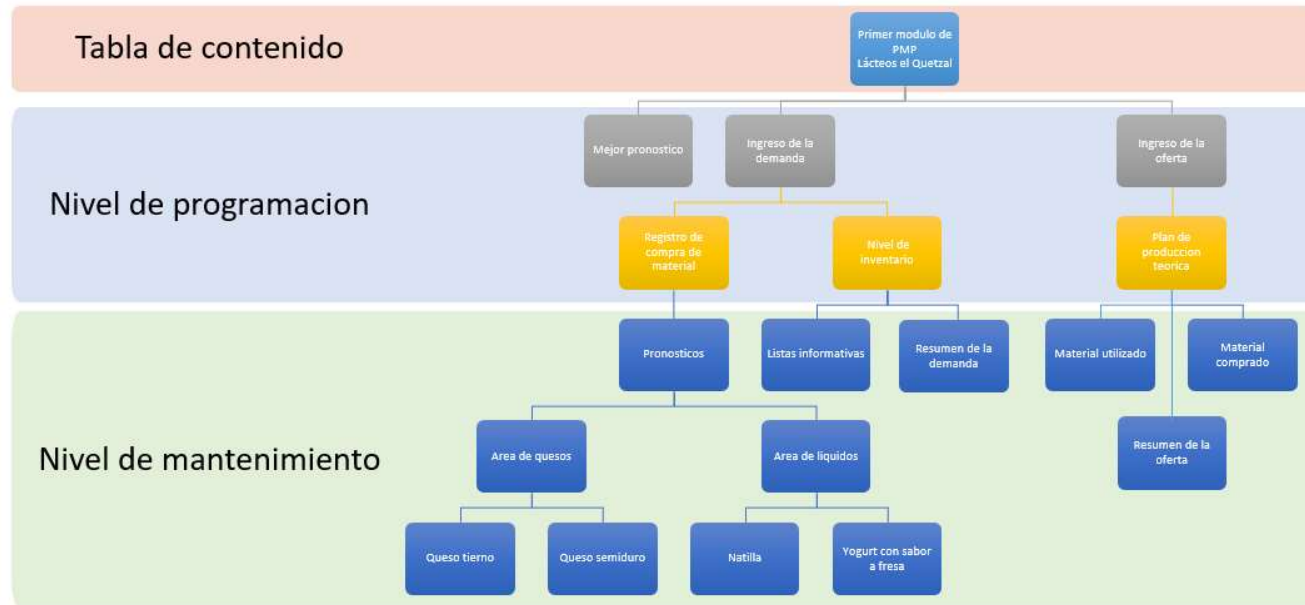 Tabla de contenido
Primer modulo de
PMP
Lácteos el Quetzal
Nivel de programacion
Mejor pronostico
Ingreso de la
demanda
Ingreso de la
oferta
Registro de
compra de
material
Nivel de
inventario
Plan de
produccion
teorica
Nivel de mantenimiento
Pronosticos
Listas informativas
Resumen de la
demanda
Material utilizado
Material
comprado
Area de quesos
Area de liquidos
Resumen de la
oferta
Queso tierno
Queso semiduro
Natilla
Yogurt con sabor
a fresa